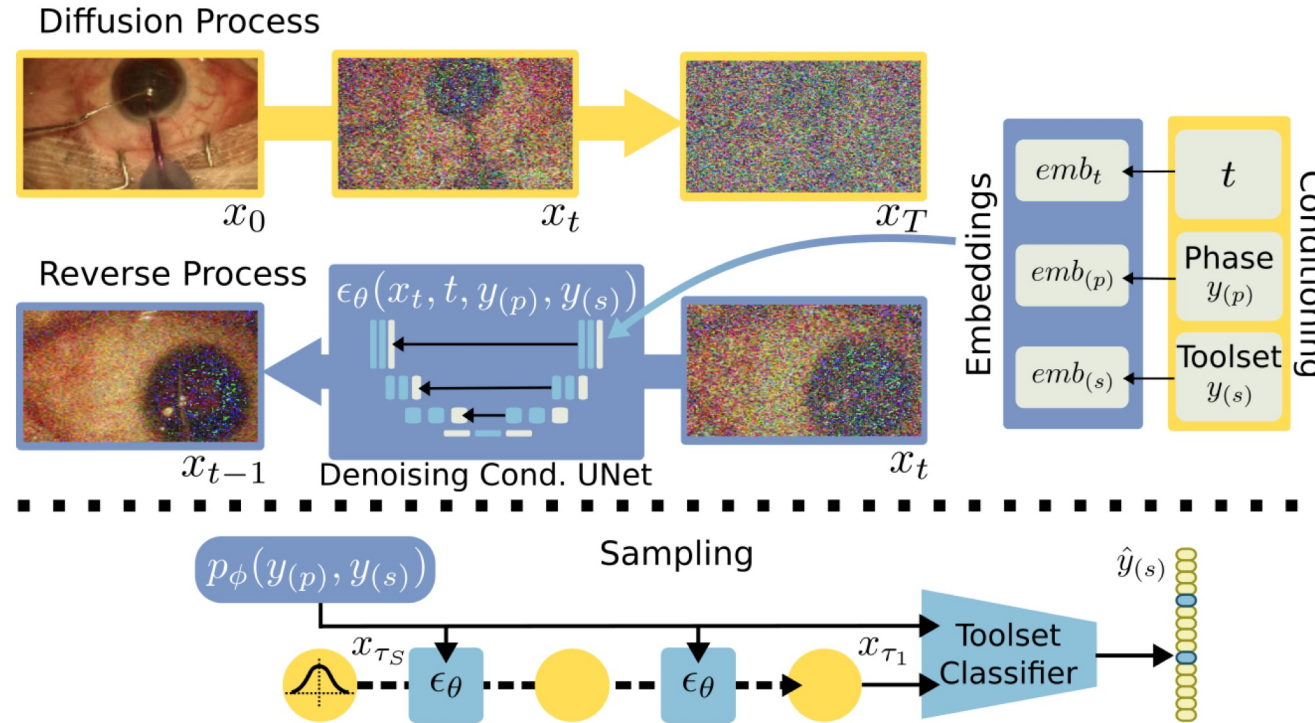 Diffusion Process
x_0
x_t
x_T
Reverse Process
ϵ_θ(x_t, t, y_(p), y_(s))
x_{t−1}
Denoising Cond. UNet
x_t
Embeddings
emb_t
emb_(p)
emb_(s)
Conditioning
t
Phase
y_(p)
Toolset
y_(s)
Sampling
p_ϕ(y_(p), y_(s))
x_{τ_S}
ϵ_θ
ϵ_θ
x_{τ_1}
Toolset
Classifier
ŷ_(s)